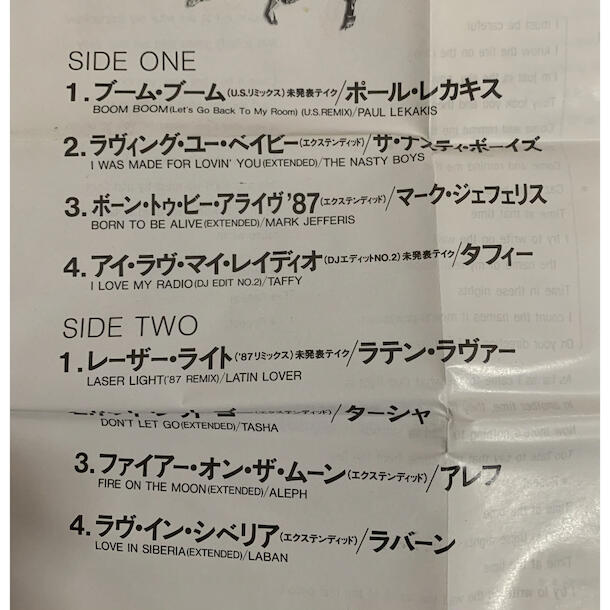 SIDE ONE
1. ブーム・ブーム(U.S.リミックス)未発表テイク/ポール・レカキス
BOOM BOOM(Let's Go Back To My Room) (U.S.REMIX)/PAUL LEKAKIS
2. ラヴィング・ユー・ベイビー(エクステンディッド)/ザ・ナスティ・ボーイズ
I WAS MADE FOR LOVIN' YOU(EXTENDED)/THE NASTY BOYS
3. ボーン・トゥ・ビー・アライヴ'87(エクステンディッド)/マーク・ジェフェリス
BORN TO BE ALIVE(EXTENDED)/MARK JEFFERIS
4. アイ・ラヴ・マイ・レイディオ(DJエディットNO.2)未発表テイク/タフィー
I LOVE MY RADIO(DJ EDIT NO.2)/TAFFY
SIDE TWO
1. レーザー・ライト('87リミックス)未発表テイク/ラテン・ラヴァー
LASER LIGHT('87 REMIX)/LATIN LOVER
/ターシャ
DON'T LET GO(EXTENDED)/TASHA
3. ファイアー・オン・ザ・ムーン(エクステンディッド)/アレフ
FIRE ON THE MOON(EXTENDED)/ALEPH
4. ラヴ・イン・シベリア(エクステンディッド)/ラバーン
LOVE IN SIBERIA(EXTENDED)/LABAN